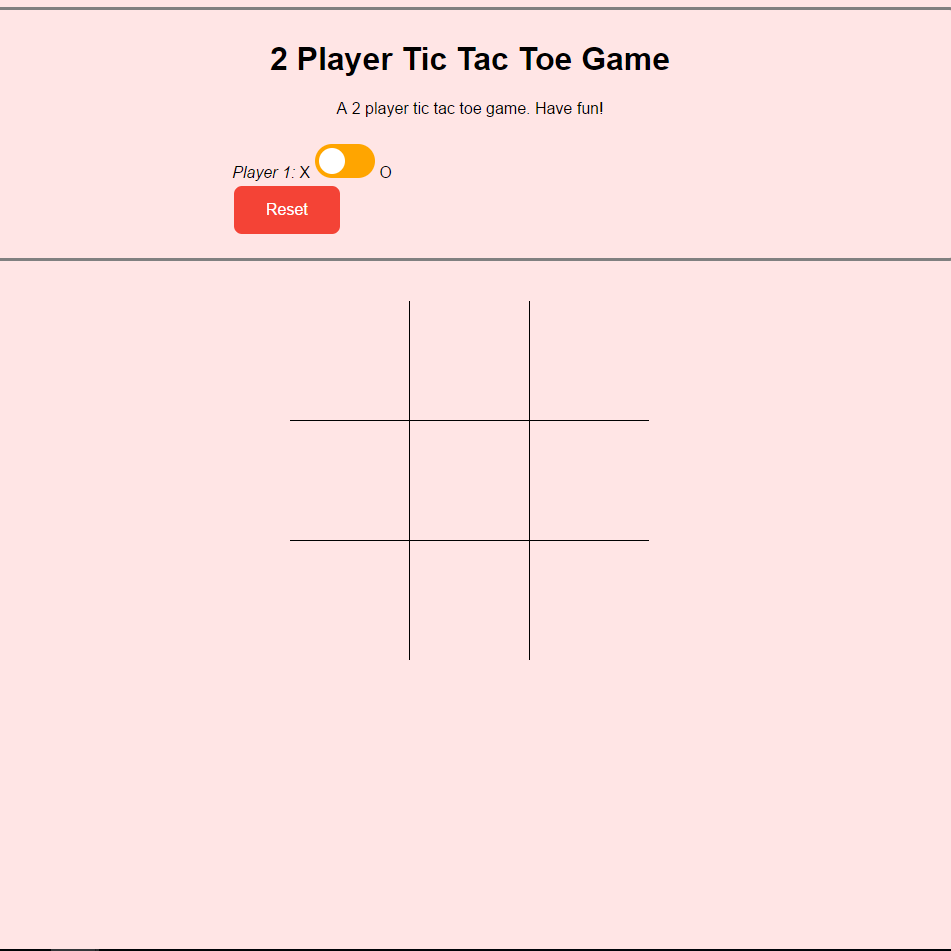 2 Player Tic Tac Toe Game
A 2 player tic tac toe game. Have fun!
Player 1: X O
Reset